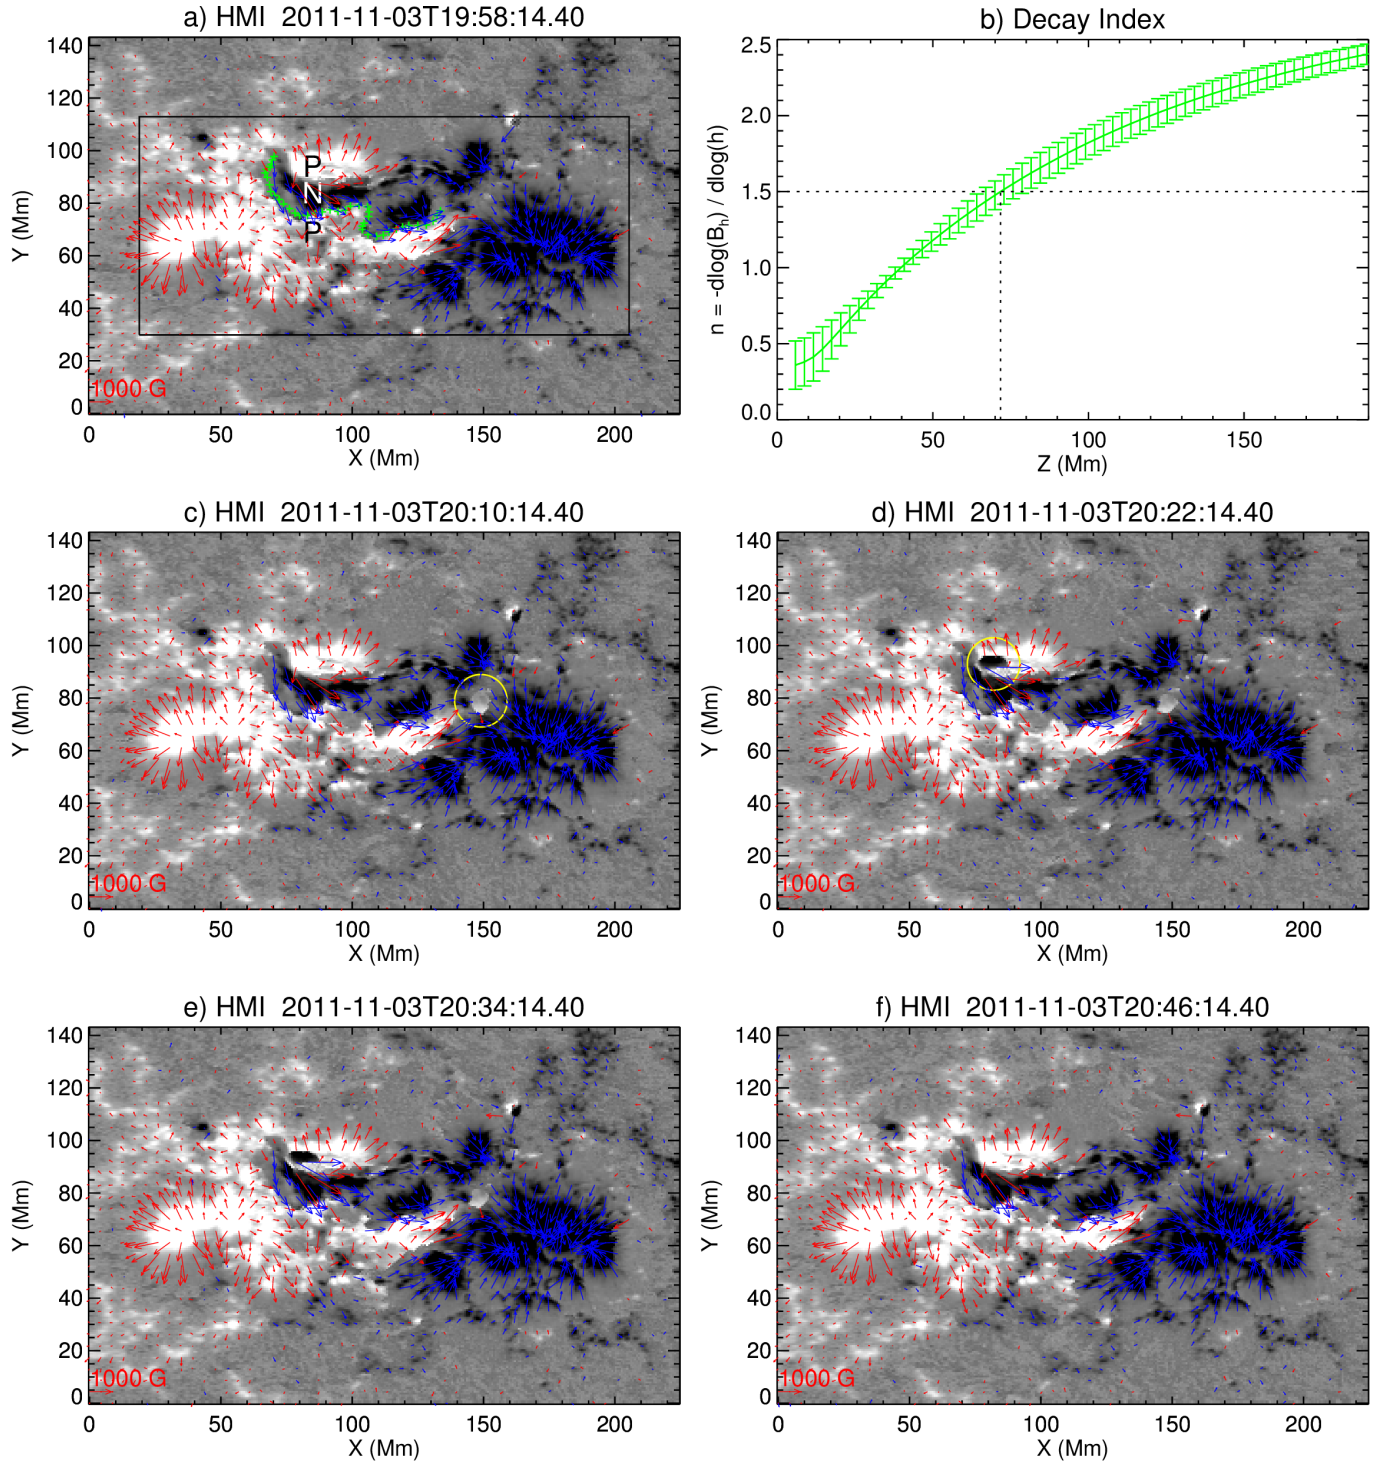 a) HMI 2011-11-03T19:58:14.40
140
120
100
80
60
40
20
0
Y (Mm)
P
N
P
1000 G
0 50 100 150 200
X (Mm)
b) Decay Index
2.5
2.0
1.5
1.0
0.5
0.0
n = -dlog(Bh) / dlog(h)
50 100 150
Z (Mm)
c) HMI 2011-11-03T20:10:14.40
140
120
100
80
60
40
20
0
Y (Mm)
1000 G
0 50 100 150 200
X (Mm)
d) HMI 2011-11-03T20:22:14.40
140
120
100
80
60
40
20
0
Y (Mm)
1000 G
0 50 100 150 200
X (Mm)
e) HMI 2011-11-03T20:34:14.40
140
120
100
80
60
40
20
0
Y (Mm)
1000 G
0 50 100 150 200
X (Mm)
f) HMI 2011-11-03T20:46:14.40
140
120
100
80
60
40
20
0
Y (Mm)
1000 G
0 50 100 150 200
X (Mm)